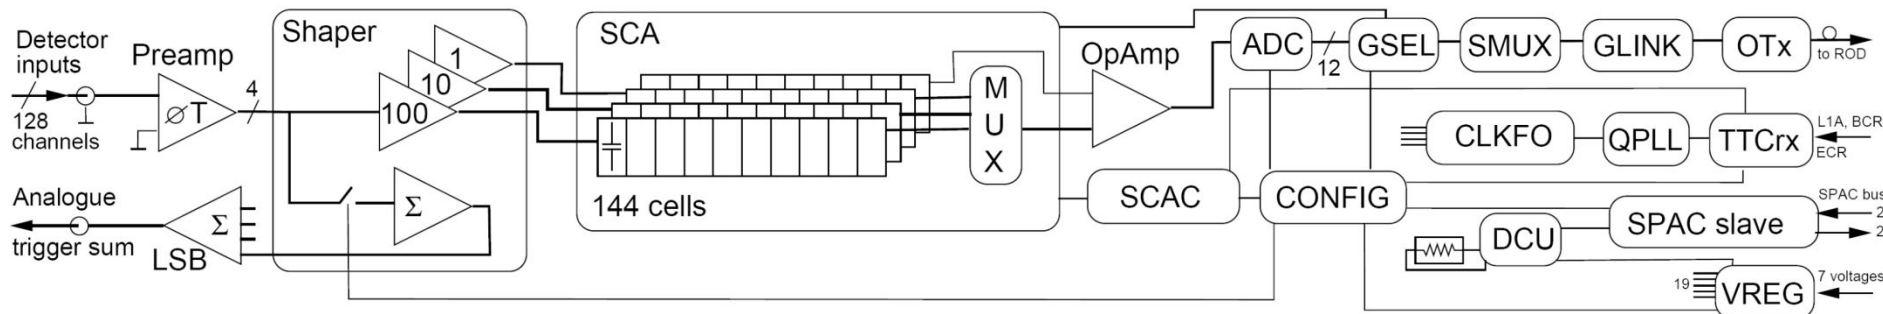 Detector
inputs
128
channels
Preamp
ϕT
4
Shaper
1
10
100
Σ
Analogue
trigger sum
Σ
LSB
SCA
144 cells
M
U
X
OpAmp
ADC
12
GSEL
SMUX
GLINK
OTx
to ROD
CLKFO
QPLL
TTCrx
L1A, BCR
ECR
SCAC
CONFIG
SPAC bus
2
2
SPAC slave
DCU
19
VREG
7 voltages